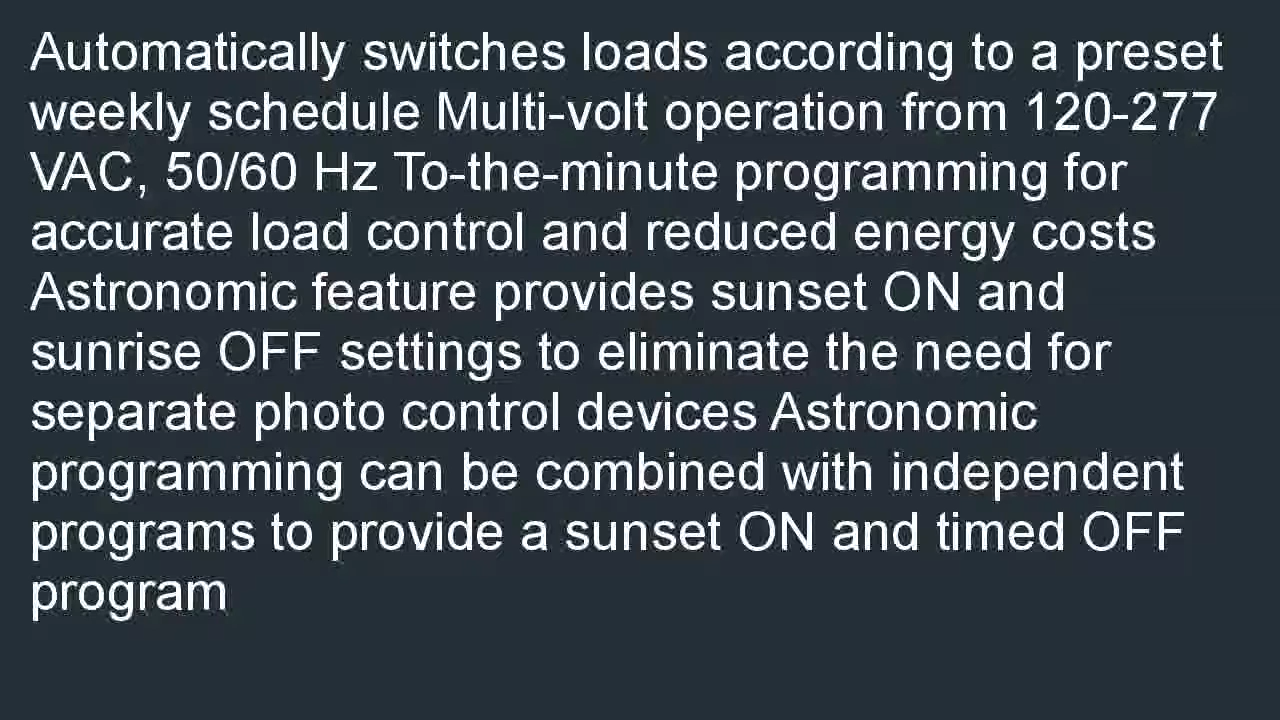 Automatically switches loads according to a preset
weekly schedule Multi-volt operation from 120-277
VAC, 50/60 Hz To-the-minute programming for
accurate load control and reduced energy costs
Astronomic feature provides sunset ON and
sunrise OFF settings to eliminate the need for
separate photo control devices Astronomic
programming can be combined with independent
programs to provide a sunset ON and timed OFF
program